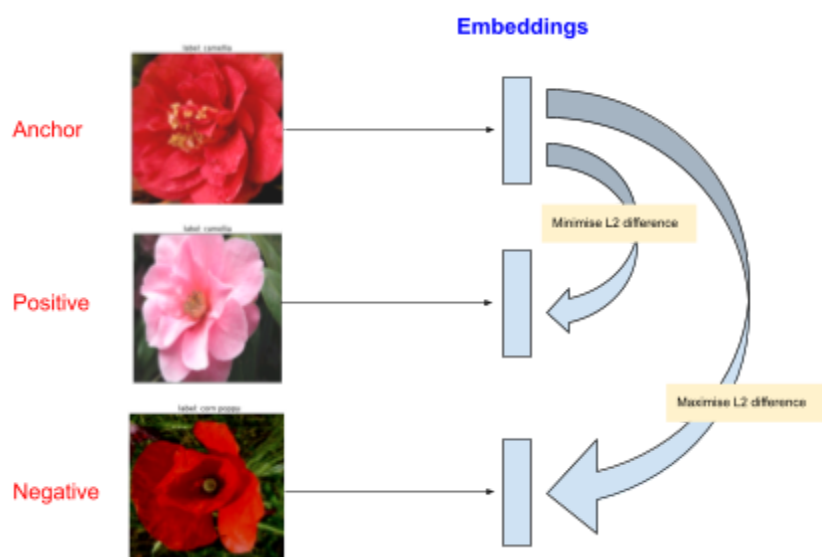 Embeddings
label: camellia
Anchor
Minimise L2 difference
label: camellia
Positive
Maximise L2 difference
label: corn poppy
Negative